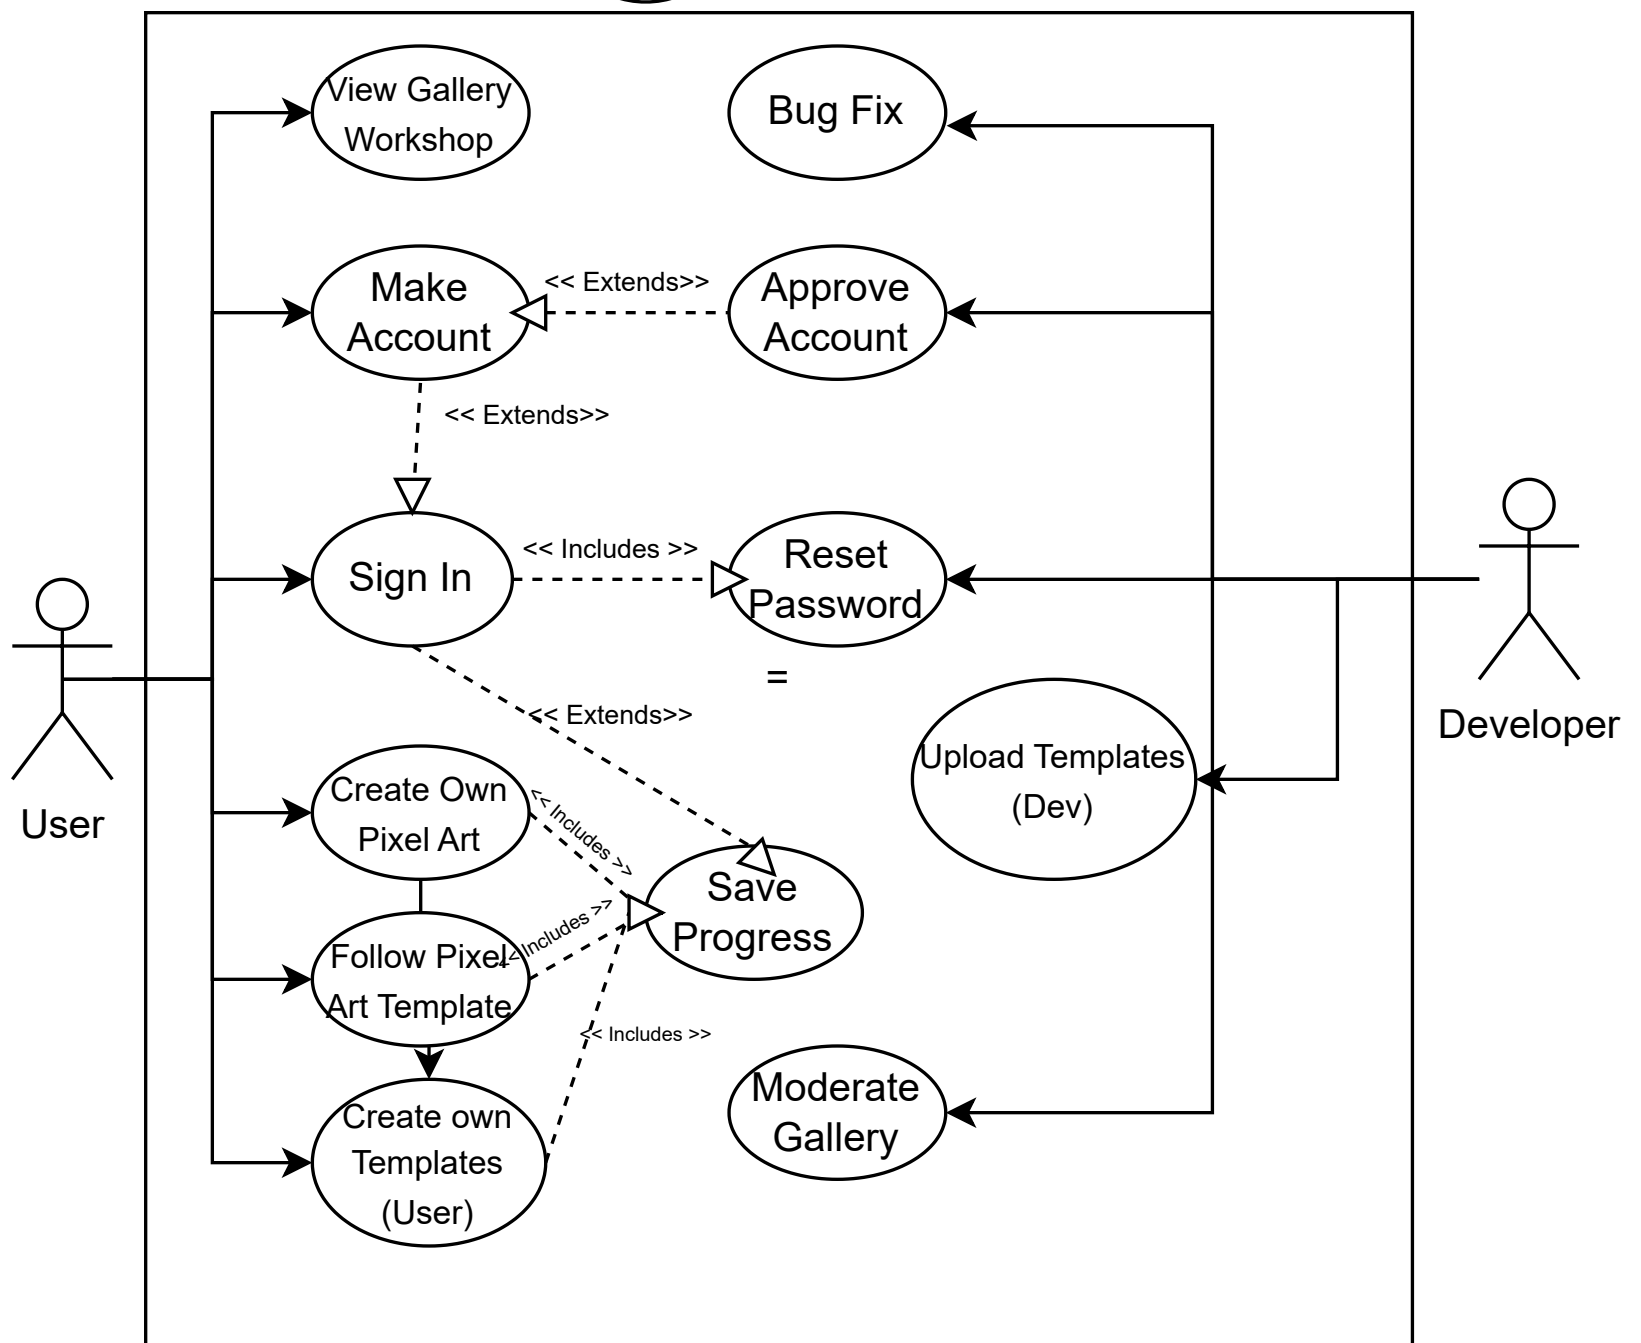 View Gallery
Workshop
Bug Fix
Make
Account
<< Extends>>
Approve
Account
<< Extends>>
Sign In
<< Includes >>
Reset
Password
=
<< Extends>>
User
Developer
Upload Templates
(Dev)
Create Own
Pixel Art
<< Includes >>
Save
Progress
Follow Pixel
Art Template
<< Includes >>
<< Includes >>
Create own
Templates
(User)
Moderate
Gallery